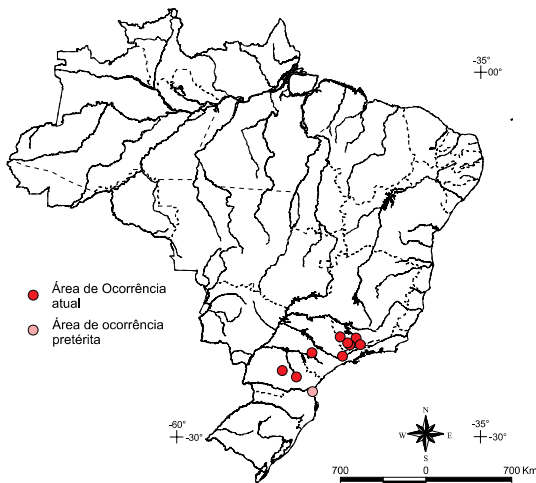 -35°
00°
Área de Ocorrência
atual
Área de ocorrência
pretérita
-60°
-30°
N
W E
S
-35°
-30°
700 0 700 Km